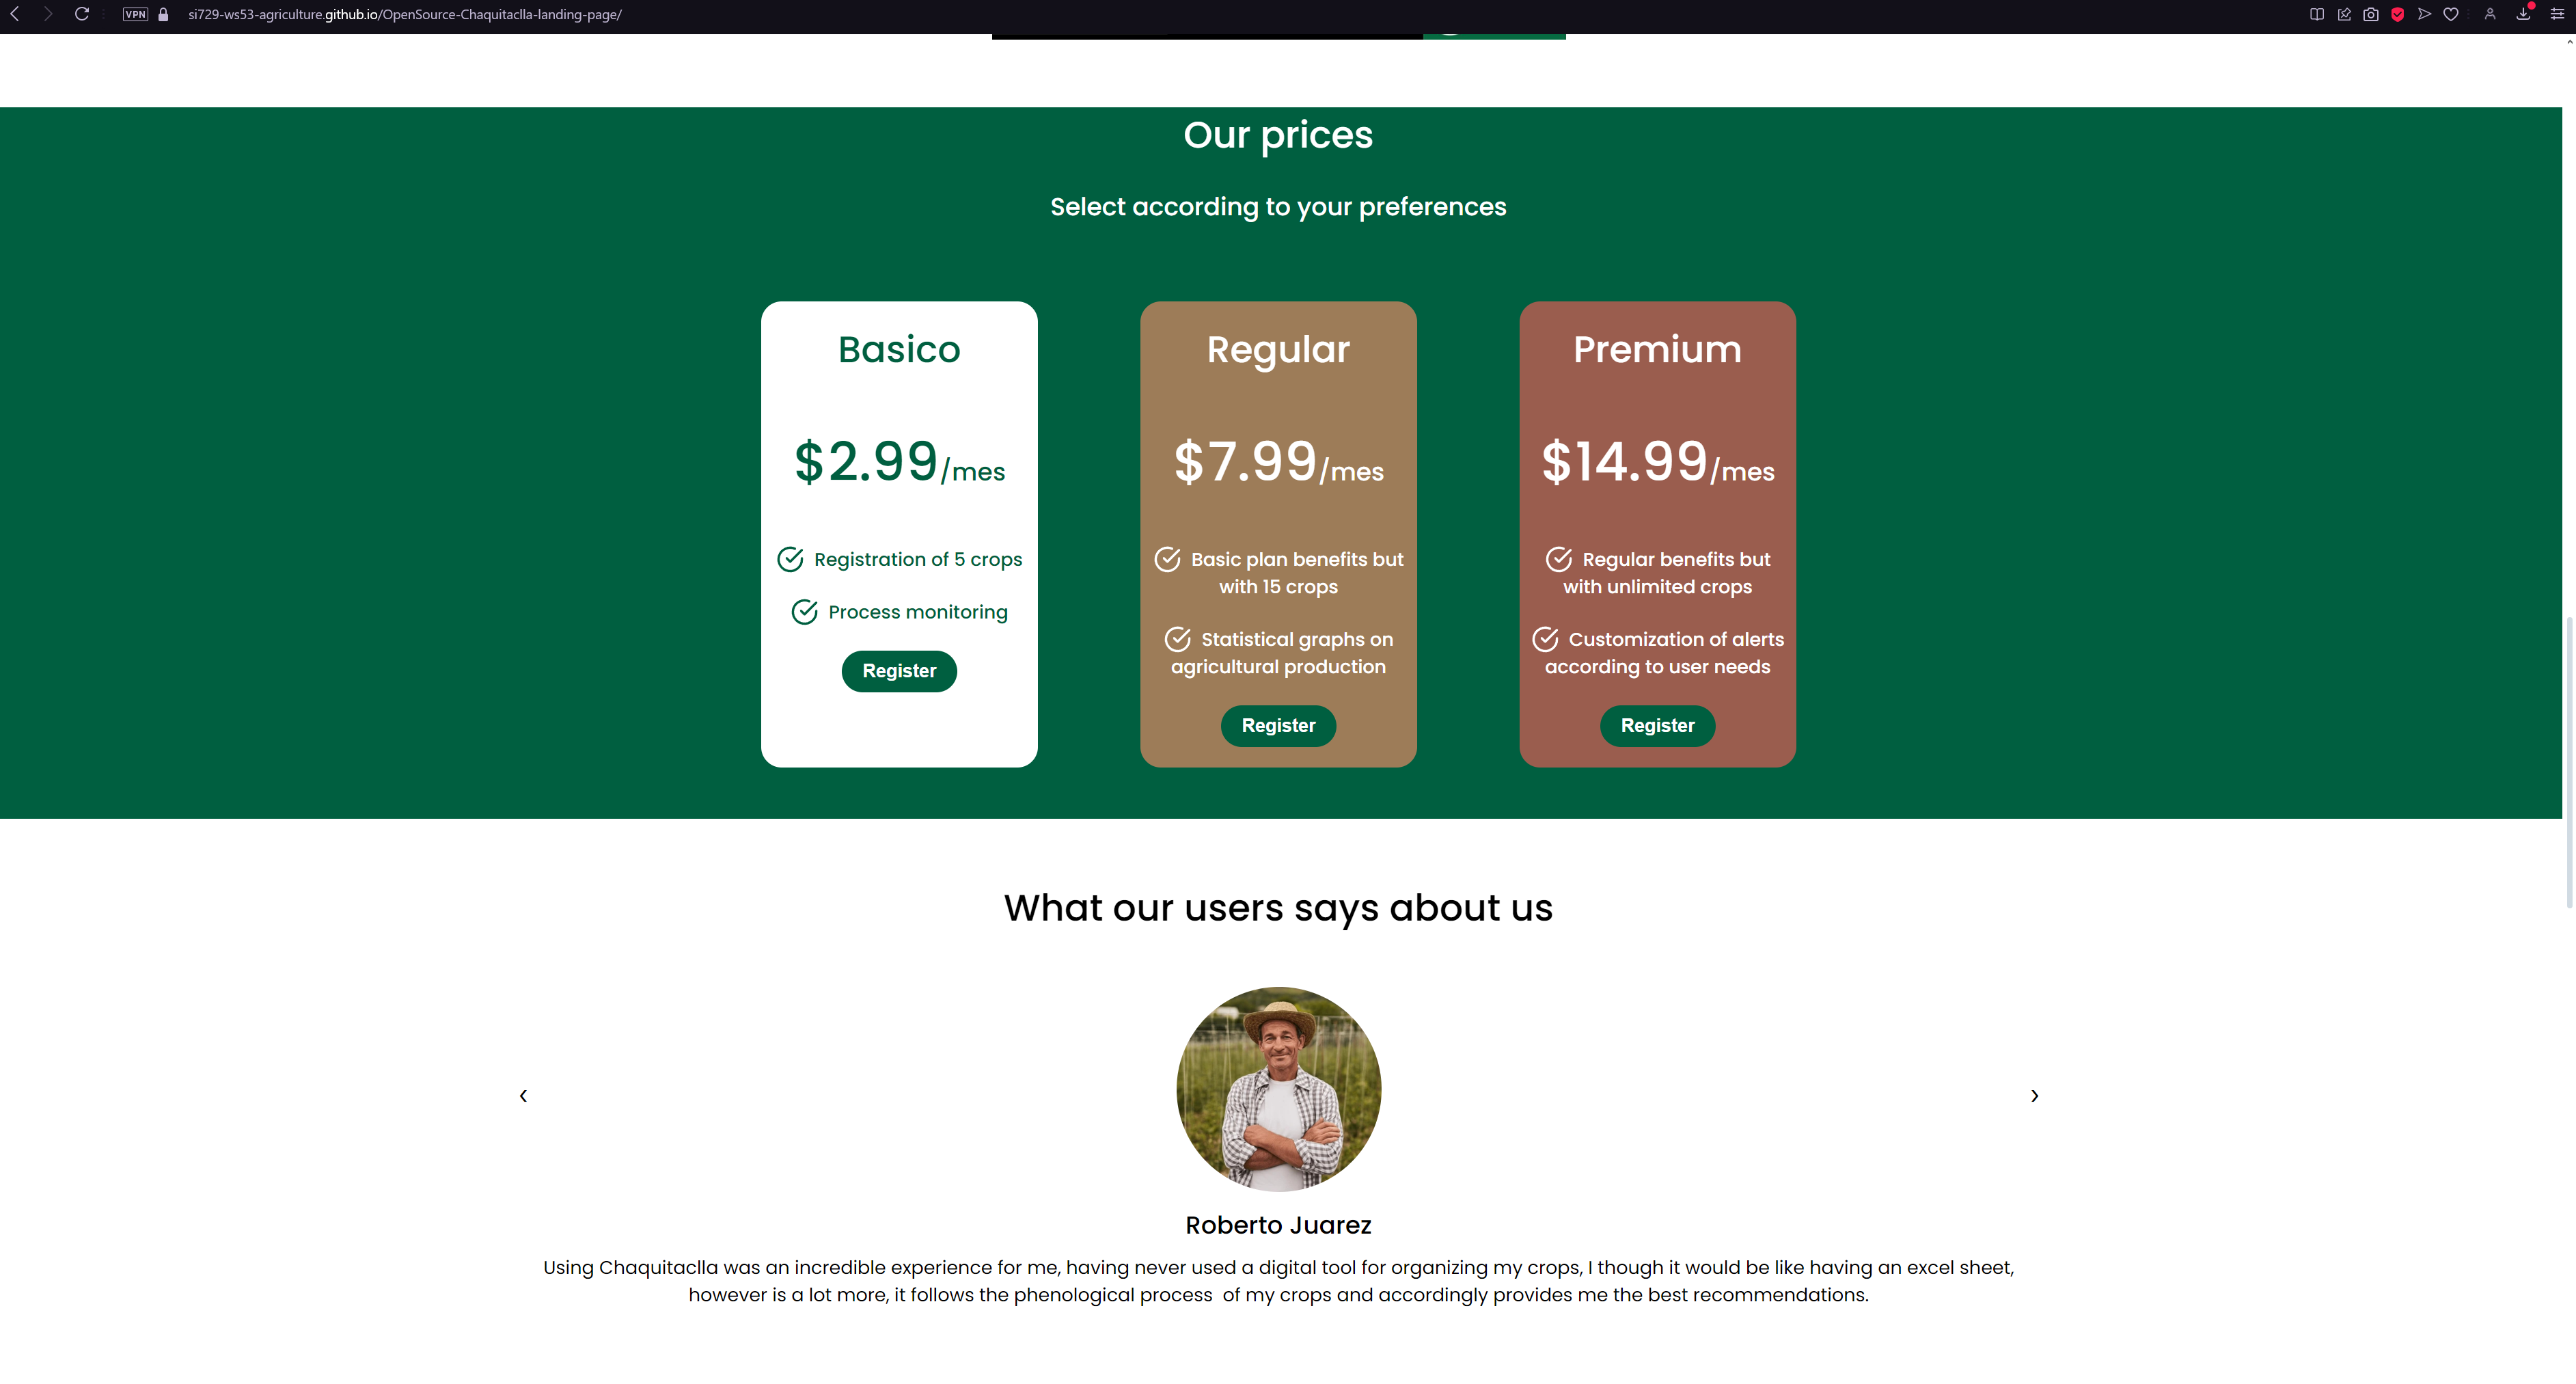 VPN
si729-ws53-agriculture.github.io/OpenSource-Chaquitaclla-landing-page/
Our prices
Select according to your preferences
Basico
$2.99/mes
Registration of 5 crops
Process monitoring
Register
Regular
$7.99/mes
Basic plan benefits but
with 15 crops
Statistical graphs on
agricultural production
Register
Premium
$14.99/mes
Regular benefits but
with unlimited crops
Customization of alerts
according to user needs
Register
What our users says about us
‹
›
Roberto Juarez
Using Chaquitaclla was an incredible experience for me, having never used a digital tool for organizing my crops, I though it would be like having an excel sheet,
however is a lot more, it follows the phenological process  of my crops and accordingly provides me the best recommendations.